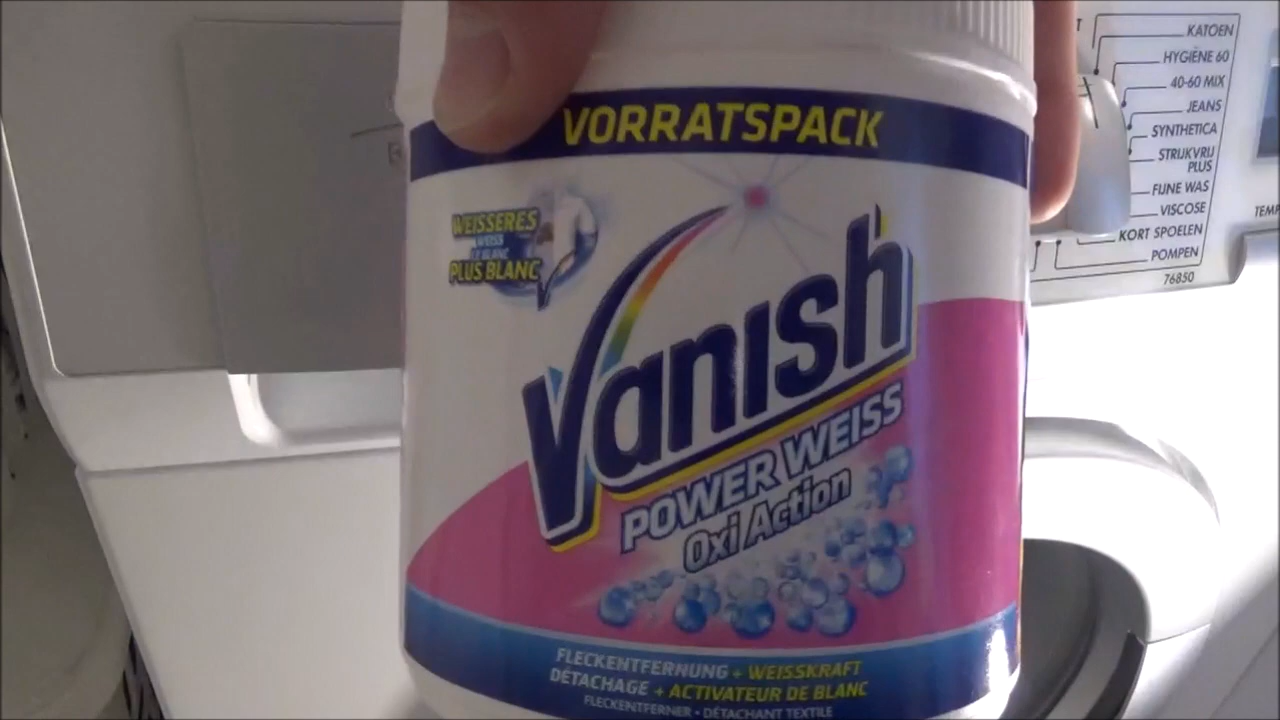 VORRATSPACK
WEISSERES
WEISS
LE BLANC
PLUS BLANC
Vanish
POWER WEISS
Oxi Action
FLECKENTFERNUNG + WEISSKRAFT
DÉTACHAGE + ACTIVATEUR DE BLANC
FLECKENTFERNER • DÉTACHANT TEXTILE
KATOEN
HYGIËNE 60
40-60 MIX
JEANS
SYNTHETICA
STRIJKVRIJ
PLUS
FIJNE WAS
VISCOSE
KORT SPOELEN
POMPEN
76850
TEMP